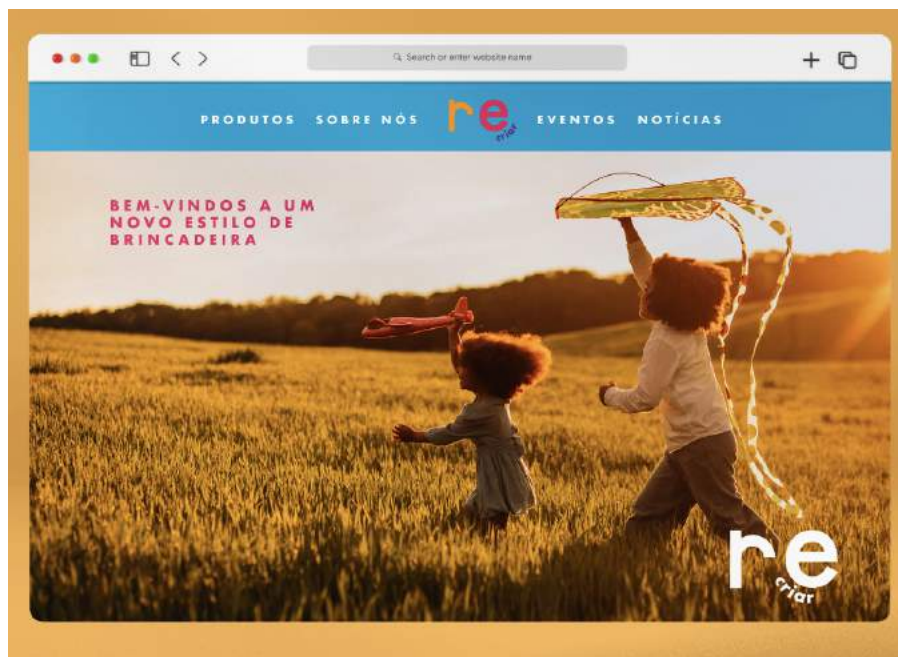 Search or enter website name
PRODUTOS SOBRE NÓS re criar EVENTOS NOTÍCIAS
BEM-VINDOS A UM
NOVO ESTILO DE
BRINCADEIRA
re
criar